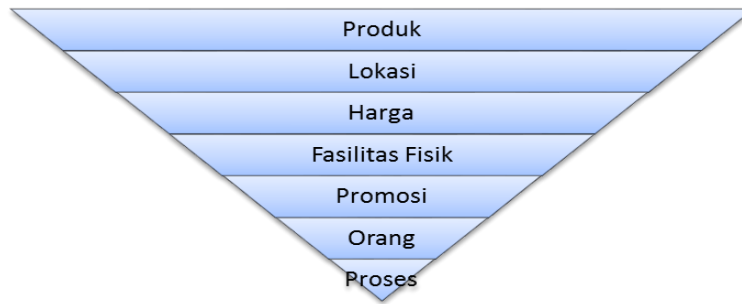 Produk
Lokasi
Harga
Fasilitas Fisik
Promosi
Orang
Proses